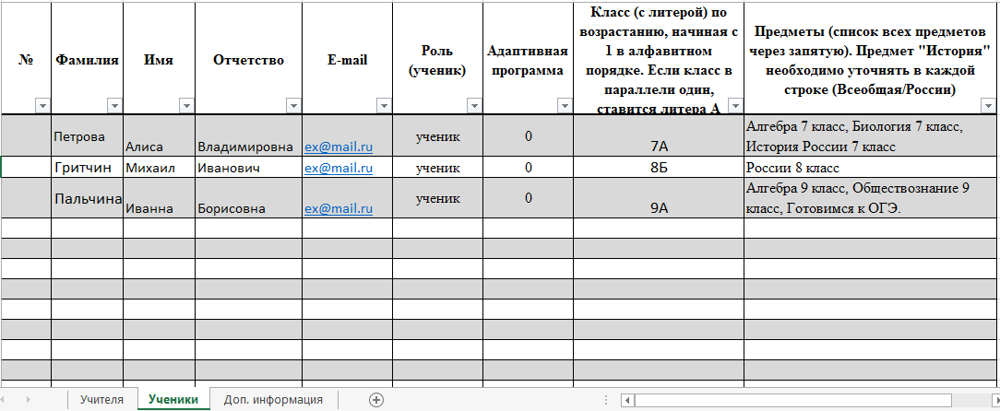 №
Фамилия
Имя
Отчетство
E-mail
Роль
(ученик)
Адаптивная
программа
Класс (с литерой) по
возрастанию, начиная с
1 в алфавитном
порядке. Если класс в
параллели один,
ставится литера А
Предметы (список всех предметов
через запятую). Предмет "История"
необходимо уточнять в каждой
строке (Всеобщая/России)
Петрова
Алиса
Владимировна
ex@mail.ru
ученик
0
7А
Алгебра 7 класс, Биология 7 класс,
История России 7 класс
Гритчин
Михаил
Иванович
ex@mail.ru
ученик
0
8Б
России 8 класс
Пальчина
Иванна
Борисовна
ex@mail.ru
ученик
0
9А
Алгебра 9 класс, Обществознание 9
класс, Готовимся к ОГЭ.
Учителя
Ученики
Доп. информация